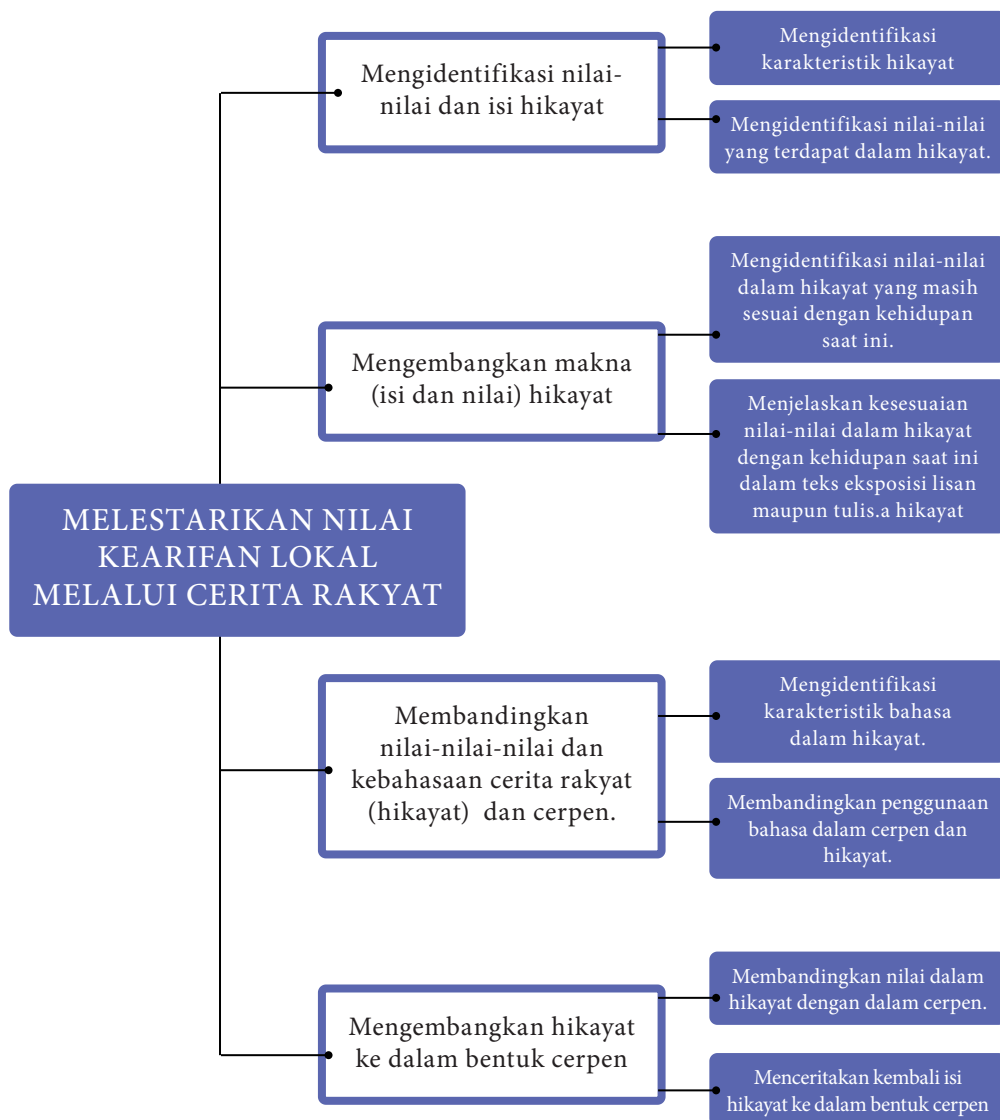 MELESTARIKAN NILAI
KEARIFAN LOKAL
MELALUI CERITA RAKYAT
Mengidentifikasi nilai-
nilai dan isi hikayat
Mengidentifikasi
karakteristik hikayat
Mengidentifikasi nilai-nilai
yang terdapat dalam hikayat.
Mengembangkan makna
(isi dan nilai) hikayat
Mengidentifikasi nilai-nilai
dalam hikayat yang masih
sesuai dengan kehidupan
saat ini.
Menjelaskan kesesuaian
nilai-nilai dalam hikayat
dengan kehidupan saat ini
dalam teks eksposisi lisan
maupun tulis.a hikayat
Membandingkan
nilai-nilai-nilai dan
kebahasaan cerita rakyat
(hikayat)  dan cerpen.
Mengidentifikasi
karakteristik bahasa
dalam hikayat.
Membandingkan penggunaan
bahasa dalam cerpen dan
hikayat.
Mengembangkan hikayat
ke dalam bentuk cerpen
Membandingkan nilai dalam
hikayat dengan dalam cerpen.
Menceritakan kembali isi
hikayat ke dalam bentuk cerpen